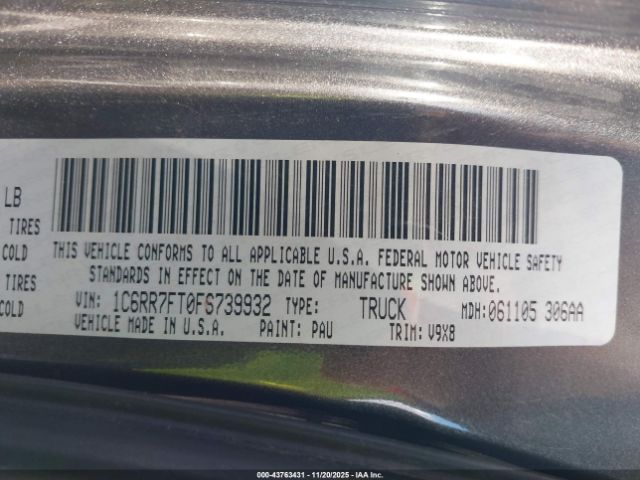 LB
TIRES
COLD
TIRES
COLD
THIS VEHICLE CONFORMS TO ALL APPLICABLE U.S.A. FEDERAL MOTOR VEHICLE SAFETY
STANDARDS IN EFFECT ON THE DATE OF MANUFACTURE SHOWN ABOVE.
VIN: 1C6RR7FT0FS739932 TYPE: TRUCK MDH: 061105 306AA
VEHICLE MADE IN U.S.A. PAINT: PAU TRIM: V9X8
000-43763431 - 11/20/2025 - IAA Inc.